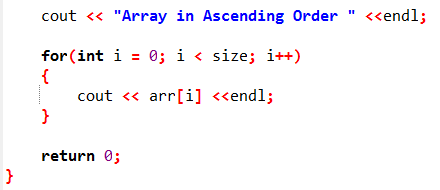 cout << "Array in Ascending Order " <<endl;
for(int i = 0; i < size; i++)
{
cout << arr[i] <<endl;
}
return 0;
}